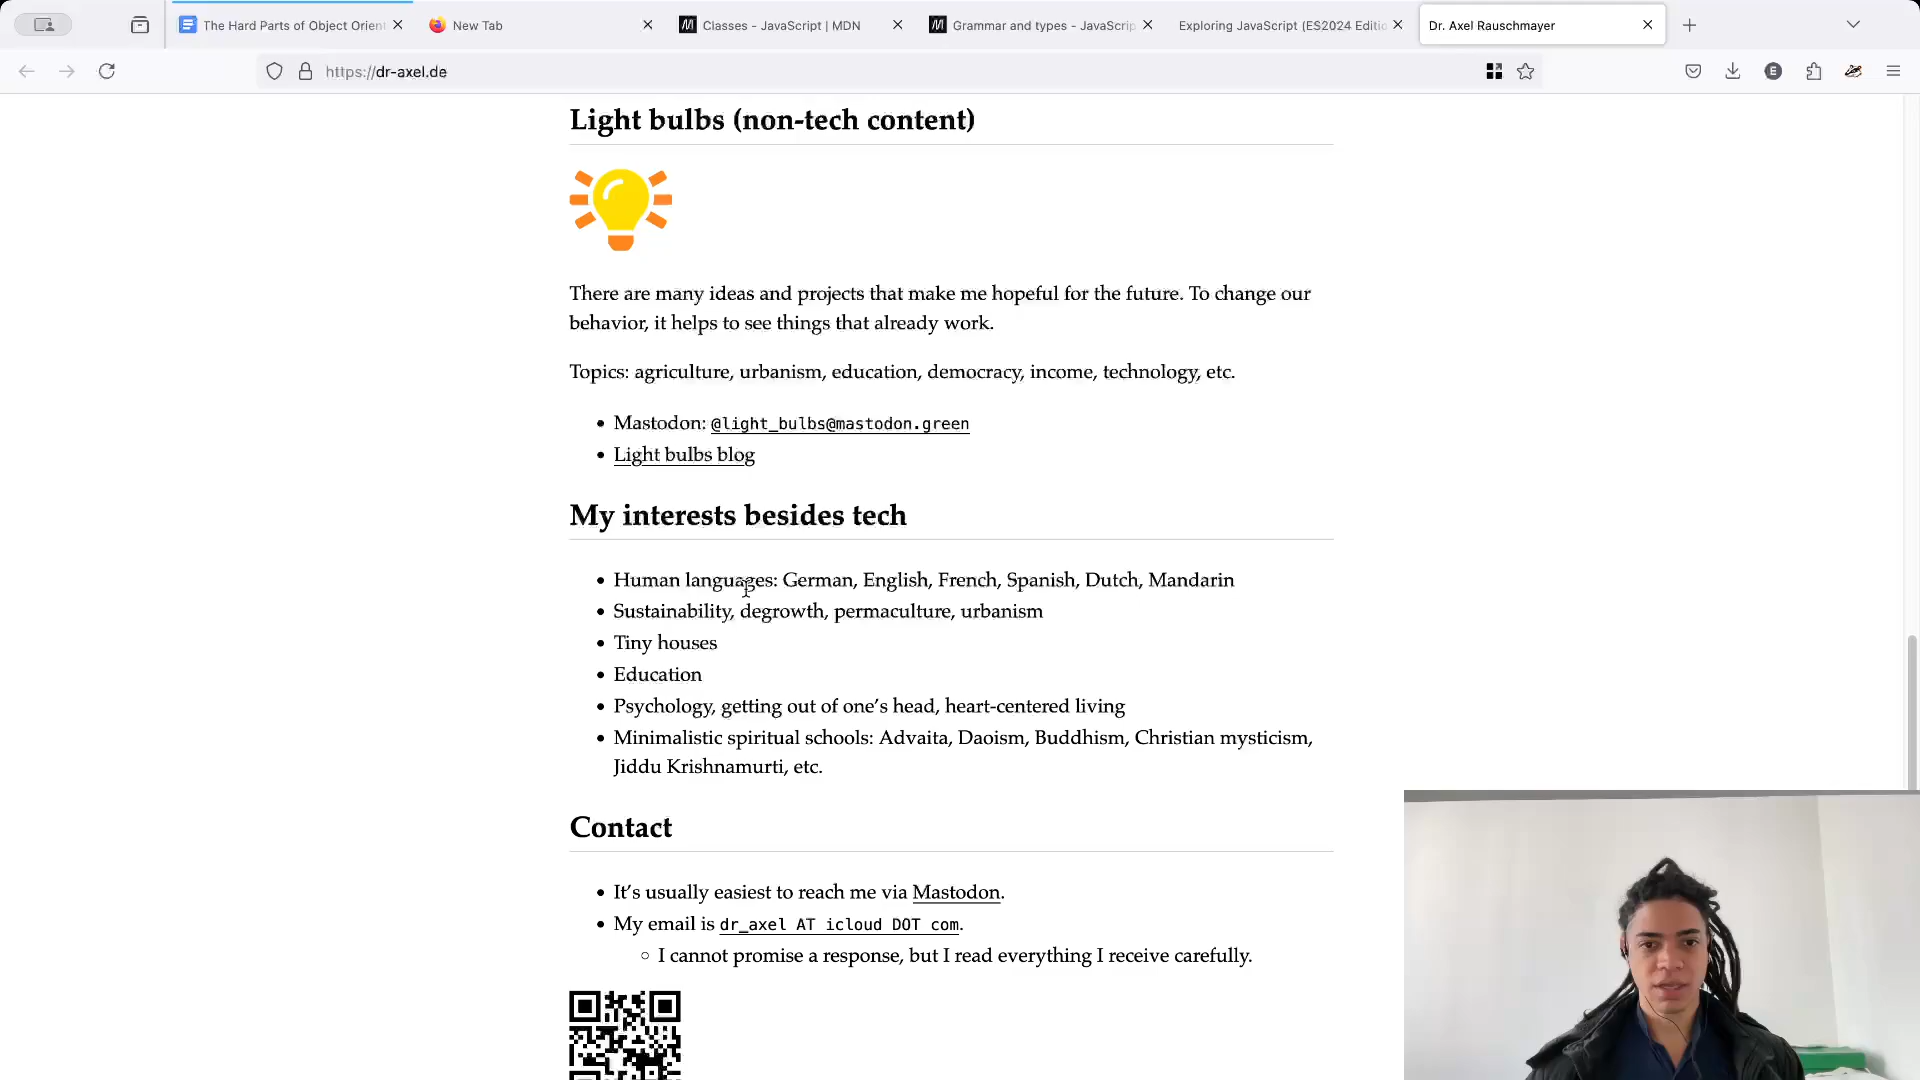 The Hard Parts of Object Orient
New Tab
Classes - JavaScript | MDN
Grammar and types - JavaScrip
Exploring JavaScript (ES2024 Editio
Dr. Axel Rauschmayer
https://dr-axel.de
E
Light bulbs (non-tech content)
There are many ideas and projects that make me hopeful for the future. To change our
behavior, it helps to see things that already work.
Topics: agriculture, urbanism, education, democracy, income, technology, etc.
• Mastodon: @light_bulbs@mastodon.green
• Light bulbs blog
My interests besides tech
• Human languages: German, English, French, Spanish, Dutch, Mandarin
• Sustainability, degrowth, permaculture, urbanism
• Tiny houses
• Education
• Psychology, getting out of one's head, heart-centered living
• Minimalistic spiritual schools: Advaita, Daoism, Buddhism, Christian mysticism,
Jiddu Krishnamurti, etc.
Contact
• It's usually easiest to reach me via Mastodon.
• My email is dr_axel AT icloud DOT com.
◦ I cannot promise a response, but I read everything I receive carefully.